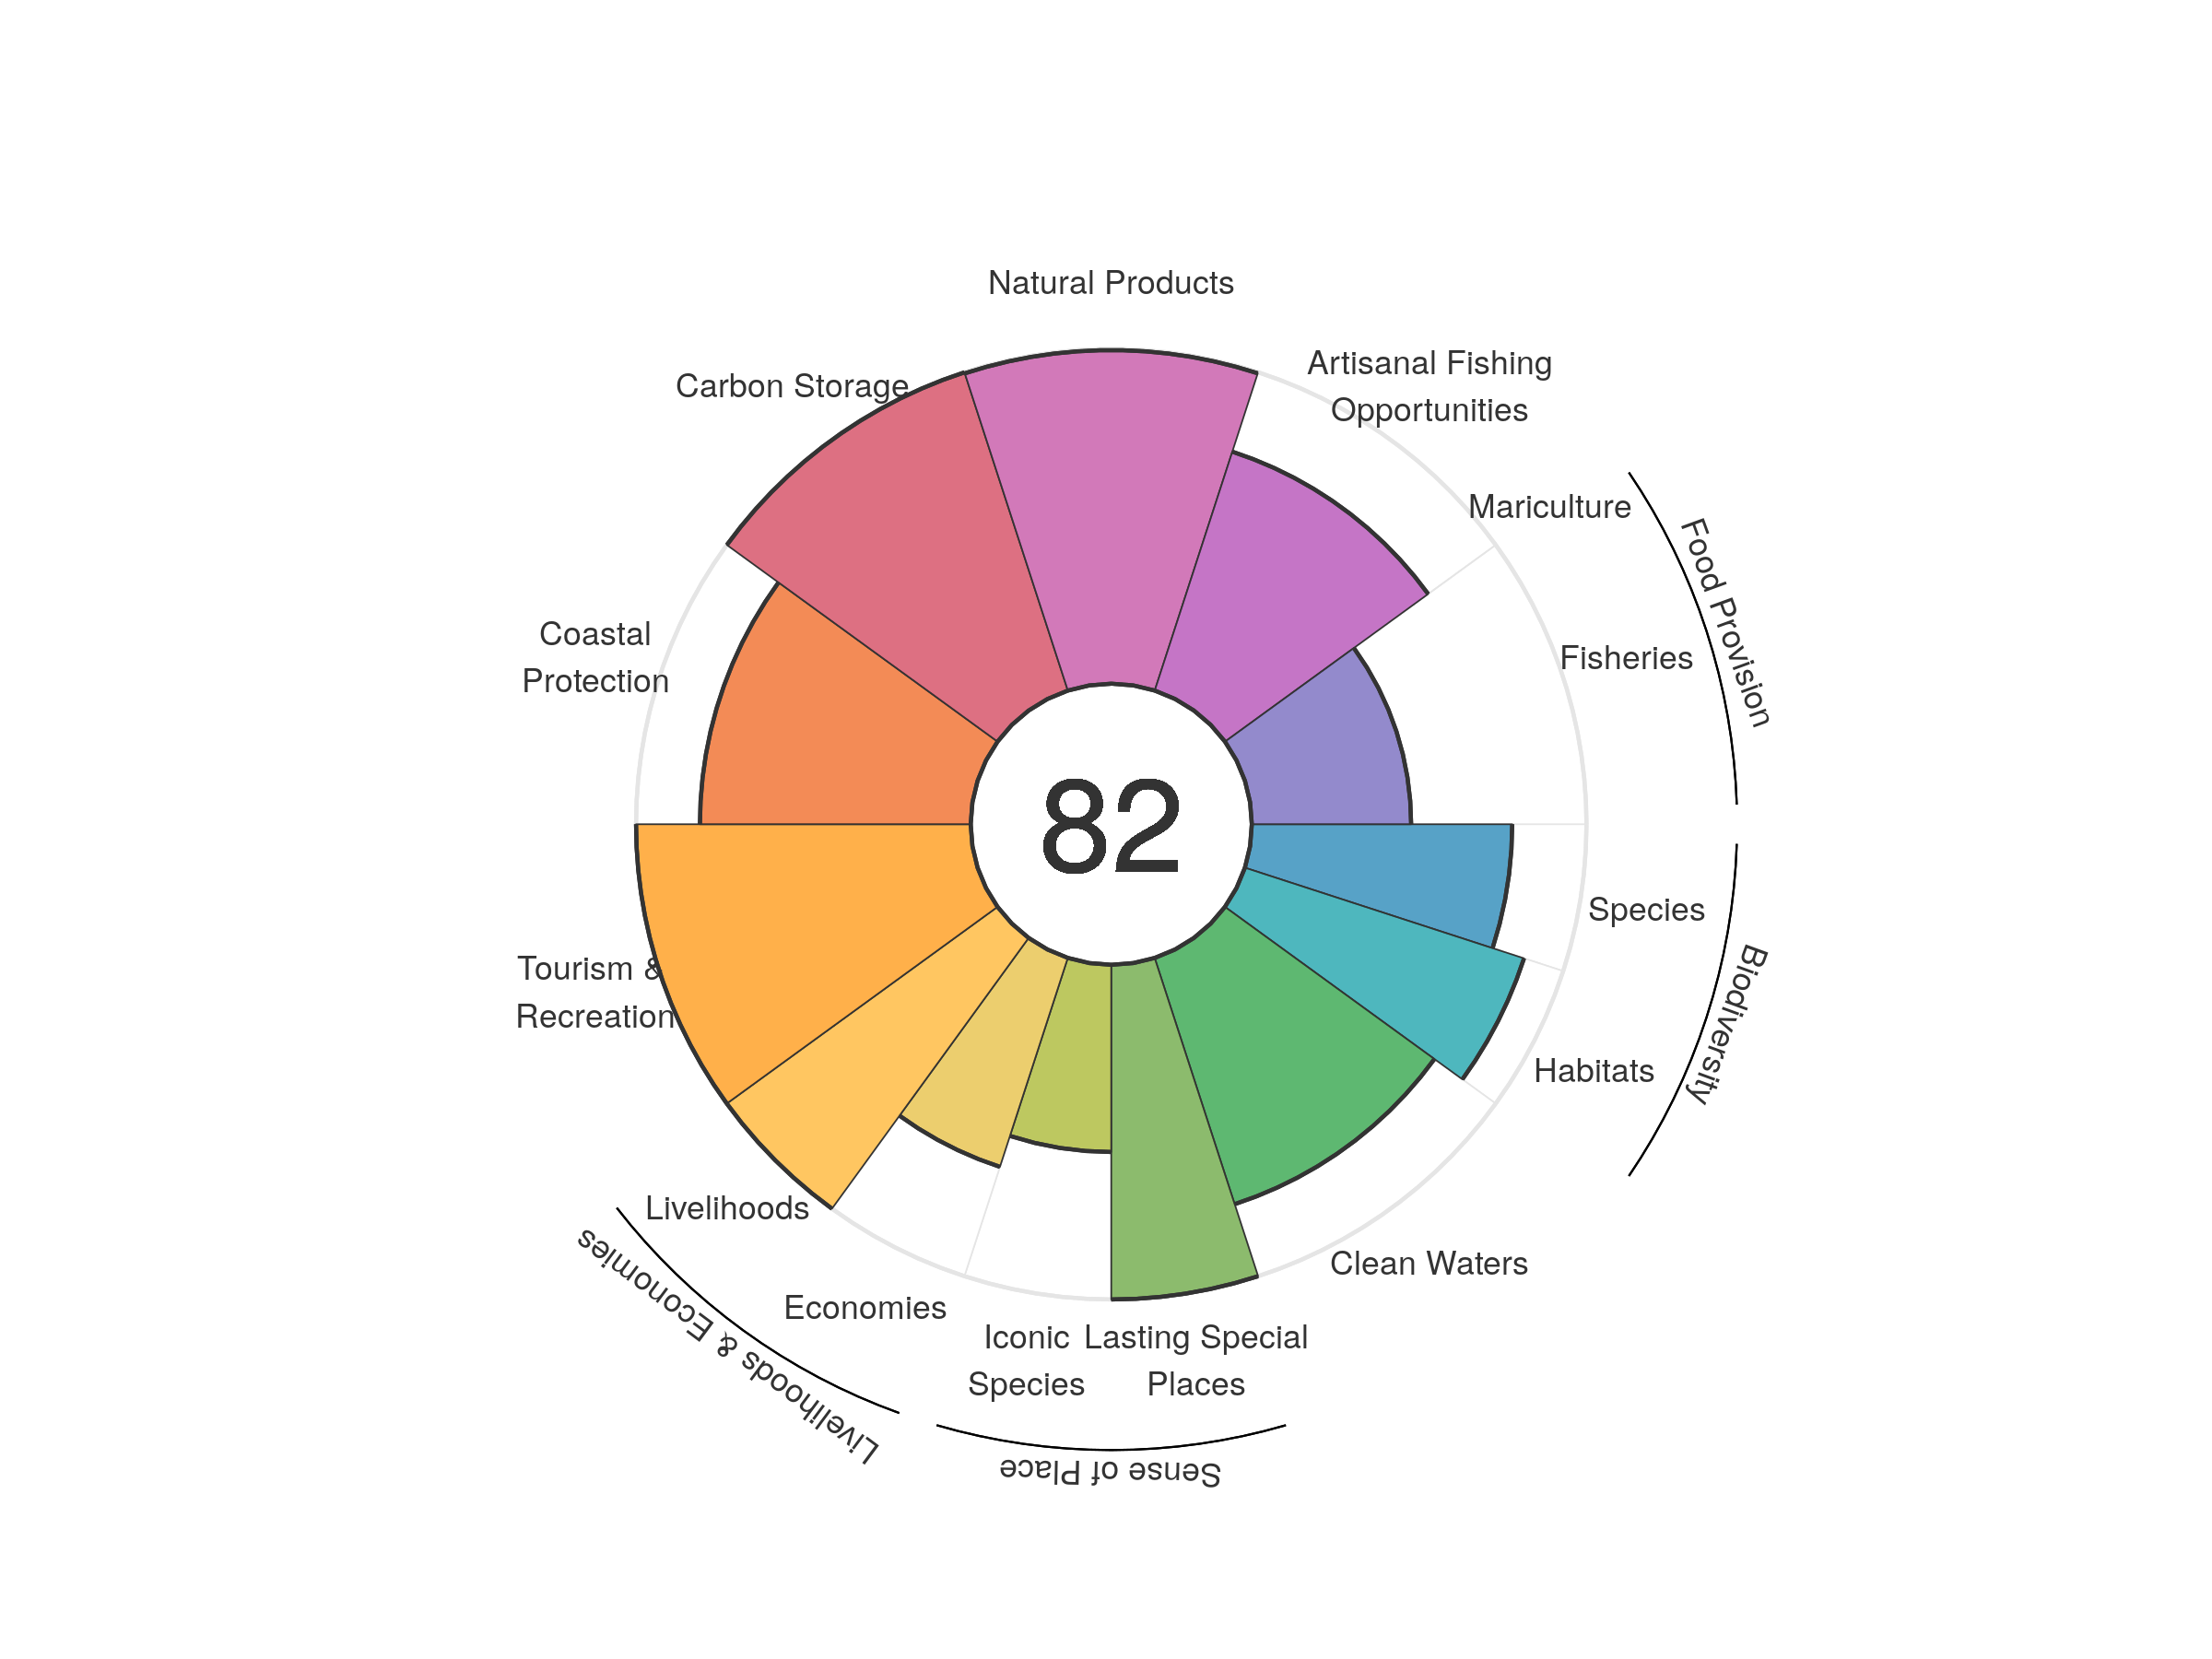 Natural Products
Artisanal Fishing
Opportunities
Carbon Storage
Mariculture
Food Provision
Coastal
Protection
Fisheries
82
Species
Biodiversity
Tourism &
Recreation
Habitats
Livelihoods
Clean Waters
Livelihoods & Economies
Economies
Iconic
Species
Lasting Special
Places
Sense of Place